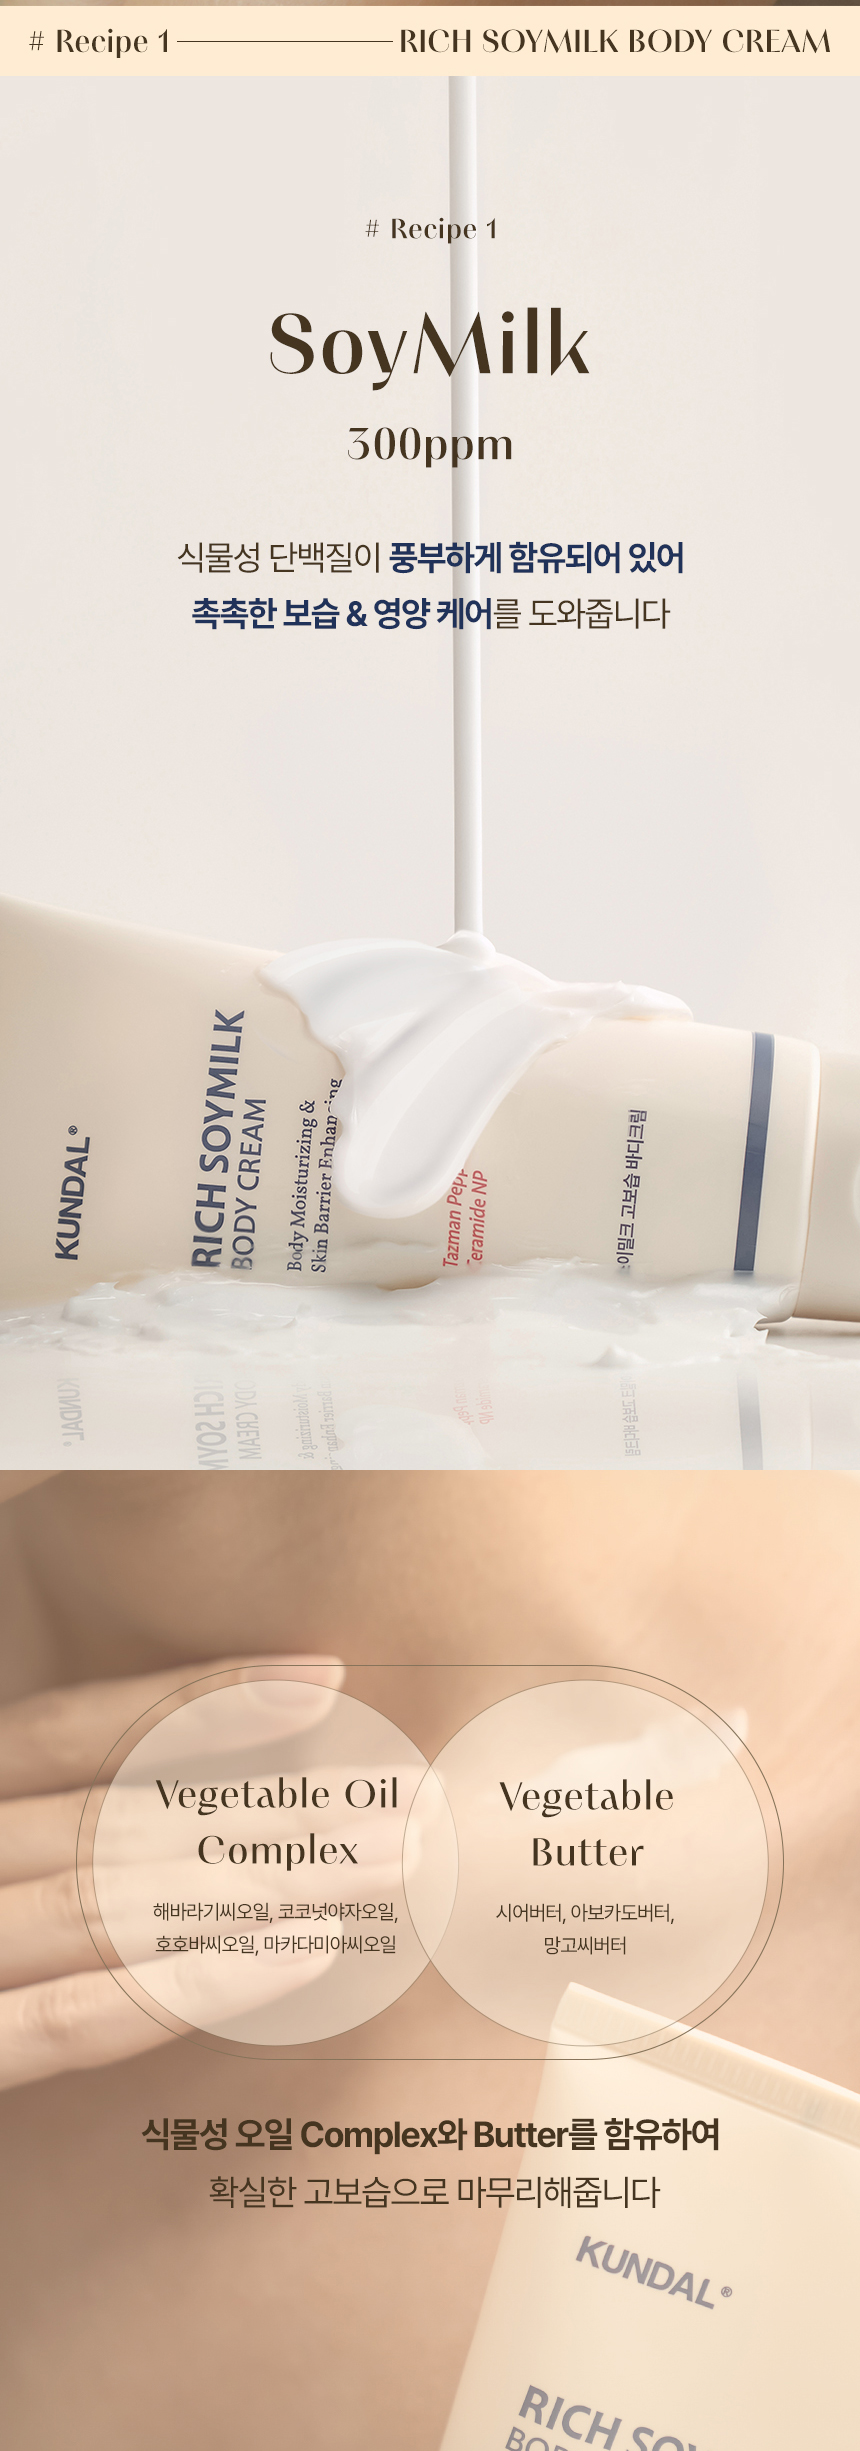 # Recipe 1 RICH SOYMILK BODY CREAM
# Recipe 1
SoyMilk
300ppm
식물성 단백질이 풍부하게 함유되어 있어
촉촉한 보습 & 영양 케어를 도와줍니다
KUNDAL®
RICH SOYMILK
BODY CREAM
Body Moisturizing &
Skin Barrier Enhancing
Tazman
NP
고보습 바디크림
Vegetable Oil
Complex
해바라기씨오일, 코코넛야자오일,
호호바씨오일, 마카다미아씨오일
Vegetable
Butter
시어버터, 아보카도버터,
망고씨버터
식물성 오일 Complex와 Butter를 함유하여
확실한 고보습으로 마무리해줍니다
KUNDAL®
RICH